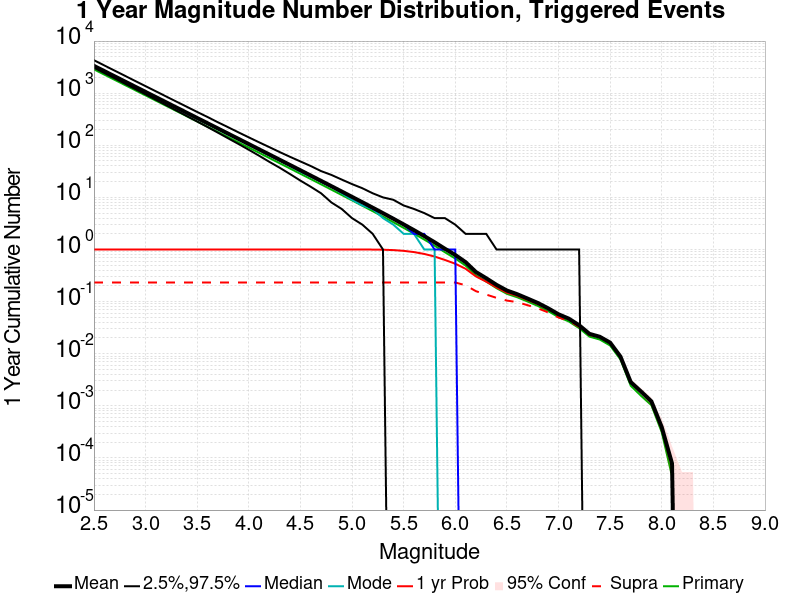 1 Year Magnitude Number Distribution, Triggered Events
10^4
10^3
10^2
10^1
10^0
10^-1
10^-2
10^-3
10^-4
10^-5
1 Year Cumulative Number
2.5 3.0 3.5 4.0 4.5 5.0 5.5 6.0 6.5 7.0 7.5 8.0 8.5 9.0
Magnitude
Mean 2.5%,97.5% Median Mode 1 yr Prob 95% Conf Supra Primary